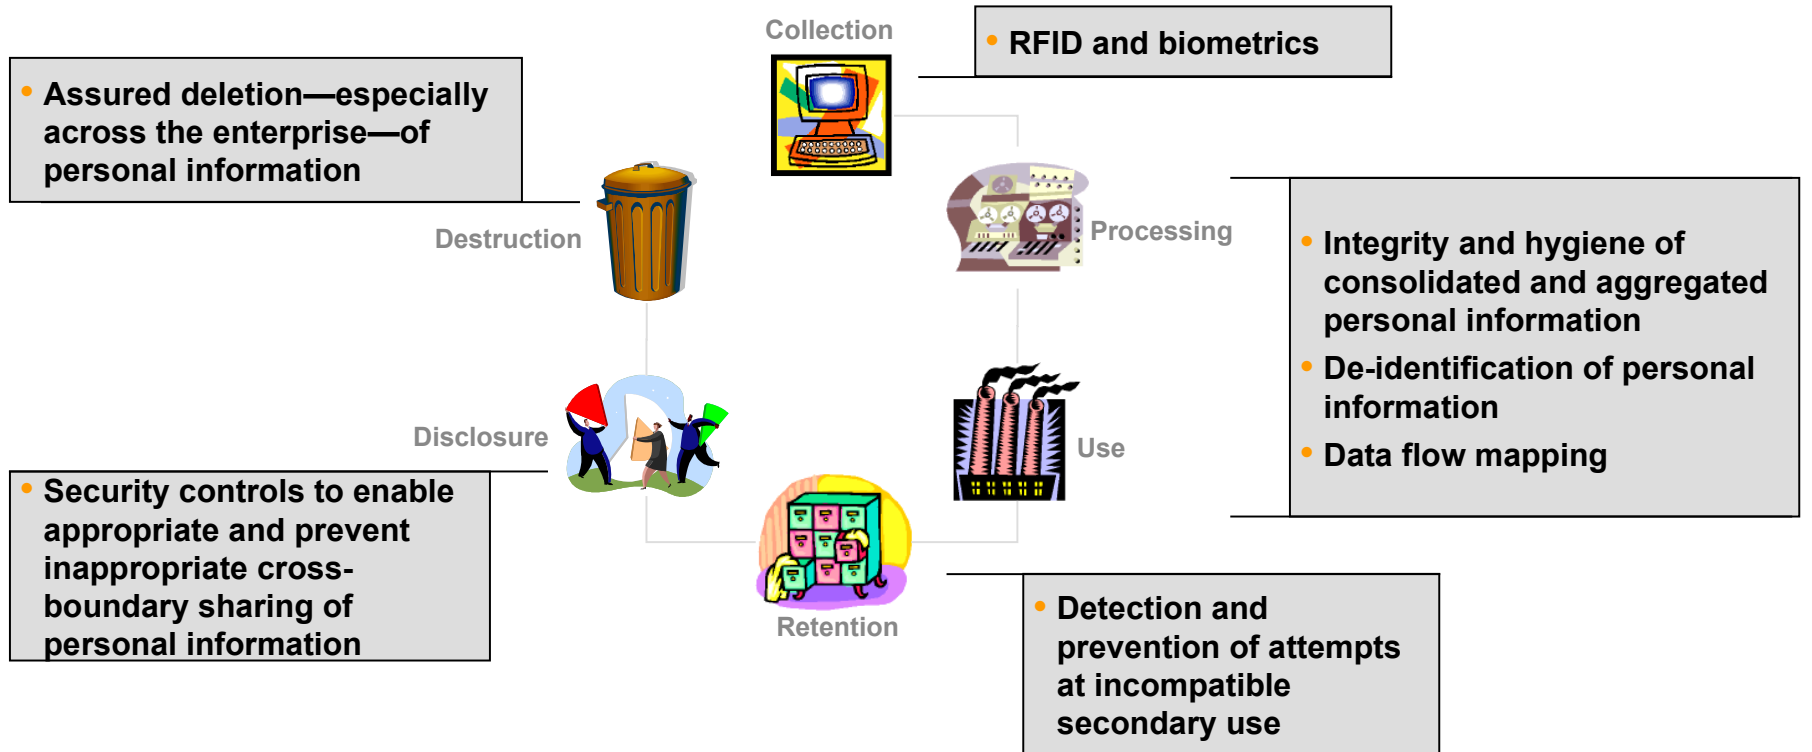 Collection
• RFID and biometrics
• Assured deletion—especially
across the enterprise—of
personal information
Destruction
Processing
• Integrity and hygiene of
consolidated and aggregated
personal information
• De-identification of personal
information
• Data flow mapping
Disclosure
Use
• Security controls to enable
appropriate and prevent
inappropriate cross-
boundary sharing of
personal information
Retention
• Detection and
prevention of attempts
at incompatible
secondary use